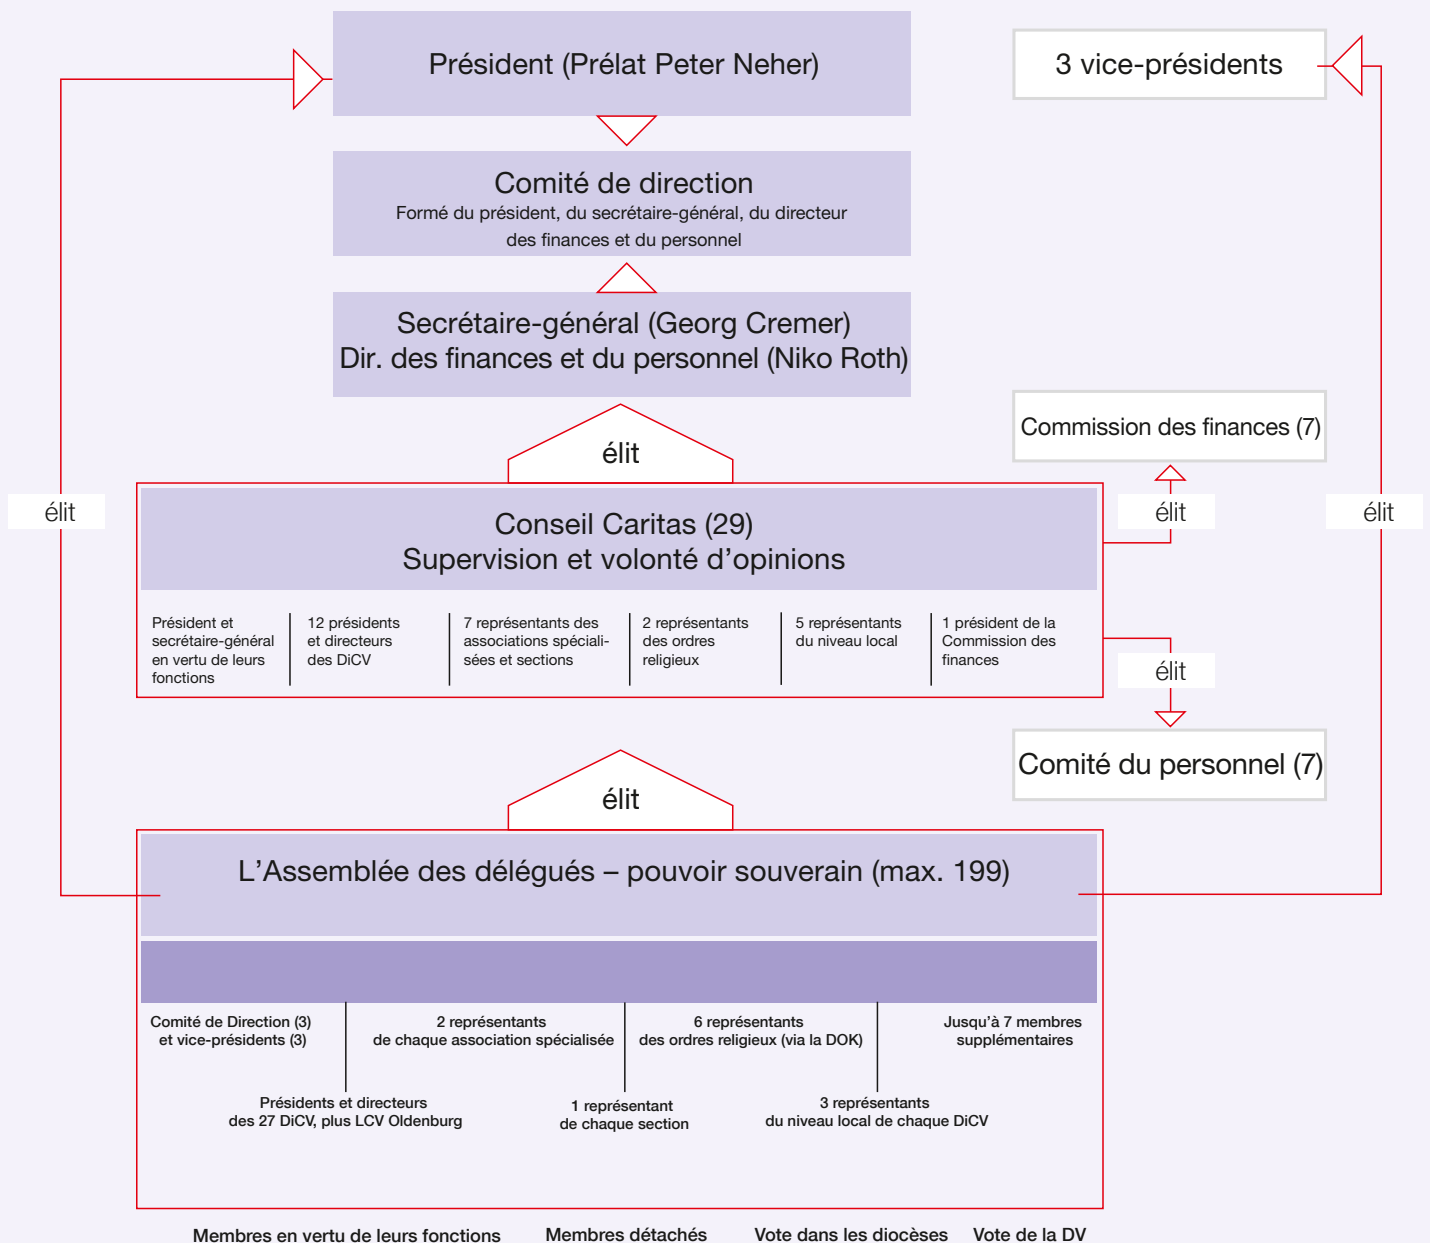 Président (Prélat Peter Neher)
3 vice-présidents
Comité de direction
Formé du président, du secrétaire-général, du directeur
des finances et du personnel
Secrétaire-général (Georg Cremer)
Dir. des finances et du personnel (Niko Roth)
Commission des finances (7)
élit
élit
élit
élit
Conseil Caritas (29)
Supervision et volonté d’opinions
Président et
secrétaire-général
en vertu de leurs
fonctions
12 présidents
et directeurs
des DiCV
7 représentants des
associations spéciali-
sées et sections
2 représentants
des ordres
religieux
5 représentants
du niveau local
1 président de la
Commission des
finances
élit
Comité du personnel (7)
élit
L’Assemblée des délégués – pouvoir souverain (max. 199)
Comité de Direction (3)
et vice-présidents (3)
2 représentants
de chaque association spécialisée
6 représentants
des ordres religieux (via la DOK)
Jusqu’à 7 membres
supplémentaires
Présidents et directeurs
des 27 DiCV, plus LCV Oldenburg
1 représentant
de chaque section
3 représentants
du niveau local de chaque DiCV
Membres en vertu de leurs fonctions
Membres détachés
Vote dans les diocèses
Vote de la DV